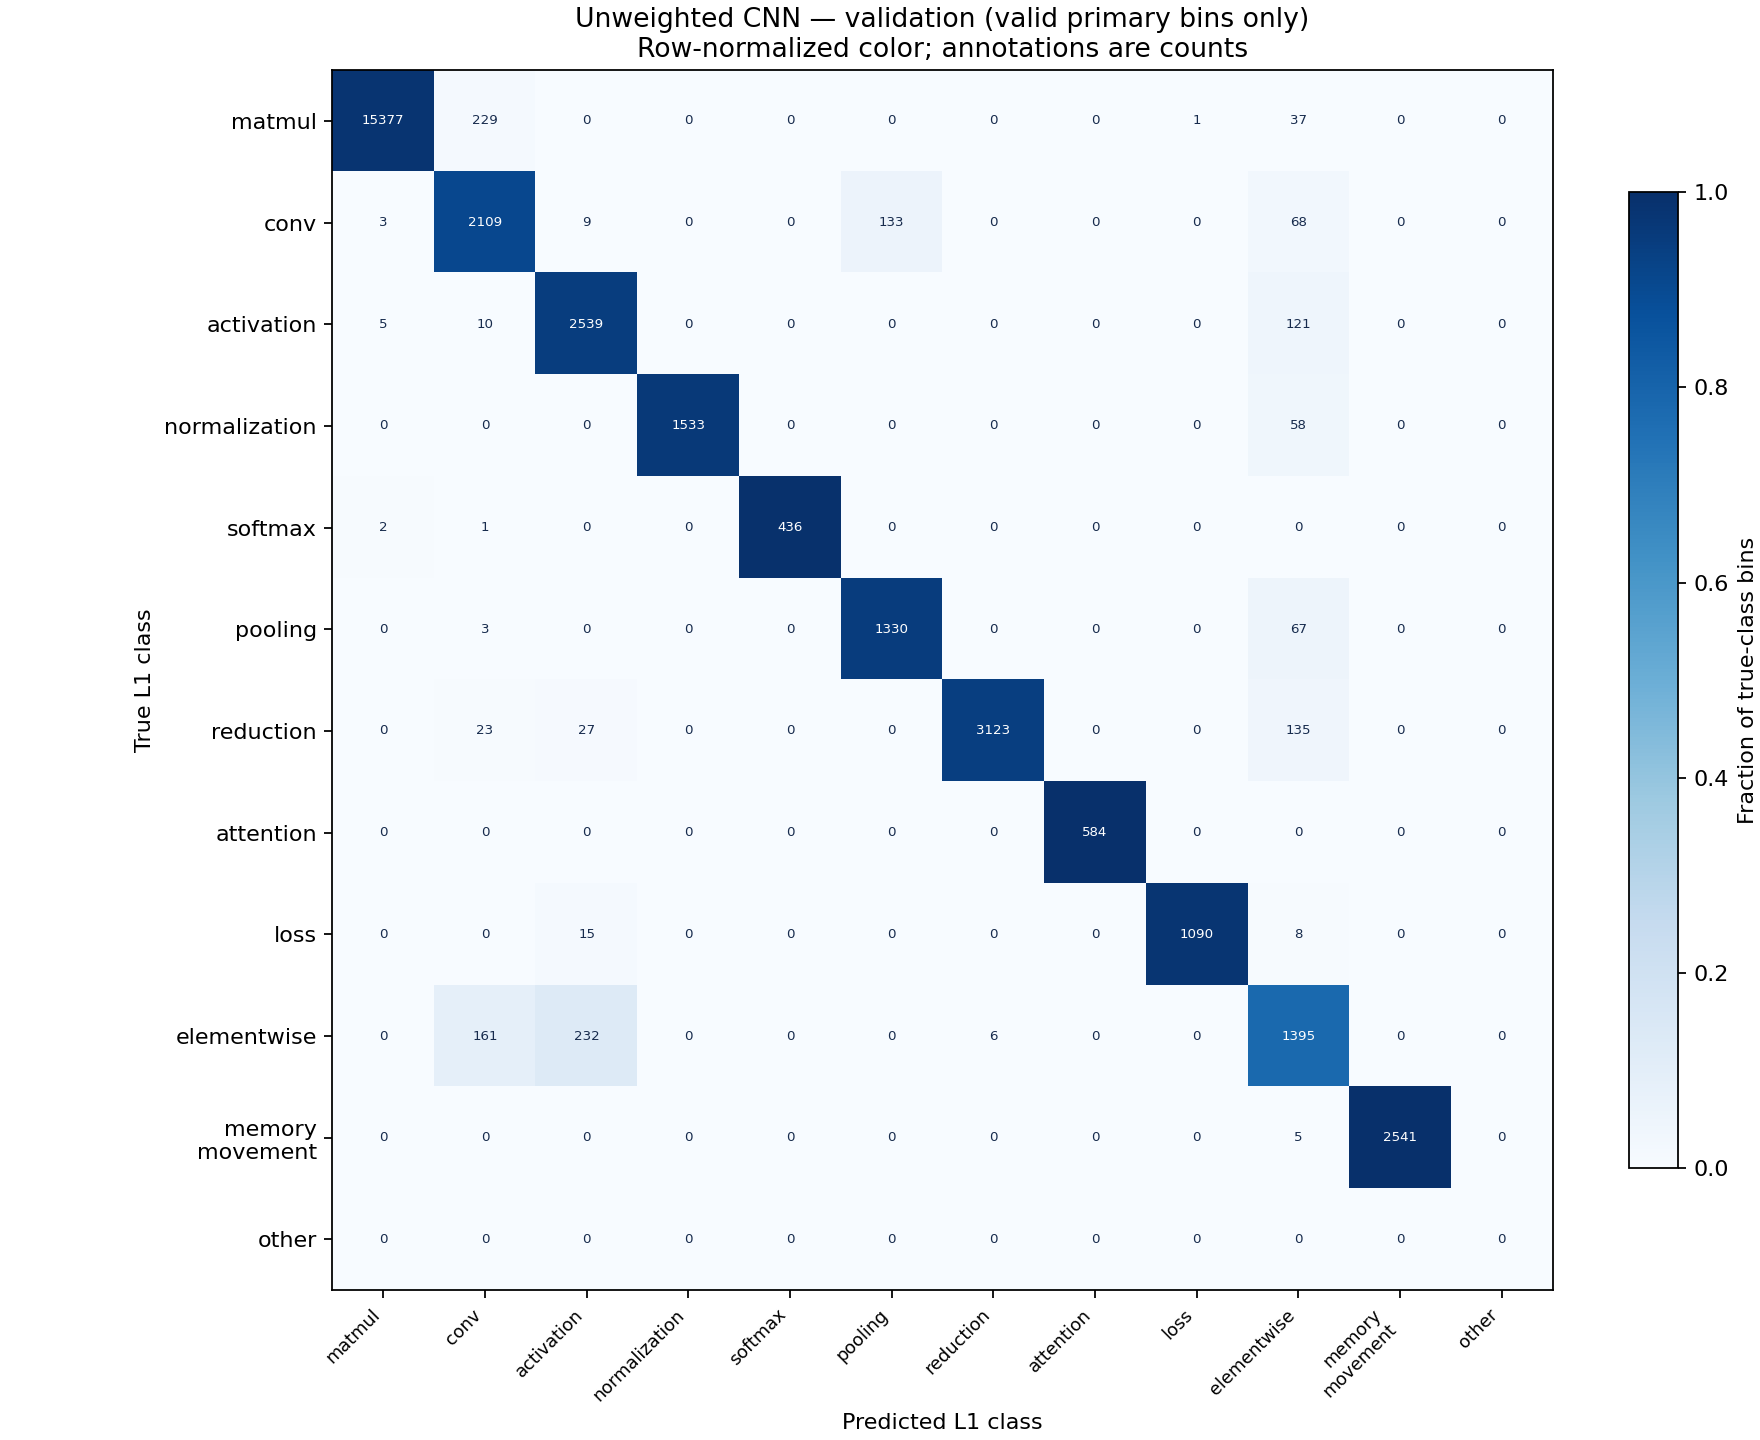 Unweighted CNN — validation (valid primary bins only)
Row-normalized color; annotations are counts
matmul 15377 229 0 0 0 0 0 0 1 37 0 0
conv 3 2109 9 0 0 133 0 0 0 68 0 0
activation 5 10 2539 0 0 0 0 0 0 121 0 0
normalization 0 0 0 1533 0 0 0 0 0 58 0 0
softmax 2 1 0 0 436 0 0 0 0 0 0 0
pooling 0 3 0 0 0 1330 0 0 0 67 0 0
reduction 0 23 27 0 0 0 3123 0 0 135 0 0
attention 0 0 0 0 0 0 0 584 0 0 0 0
loss 0 0 15 0 0 0 0 0 1090 8 0 0
elementwise 0 161 232 0 0 0 6 0 0 1395 0 0
memory
movement 0 0 0 0 0 0 0 0 0 5 2541 0
other 0 0 0 0 0 0 0 0 0 0 0 0
True L1 class
matmul
conv
activation
normalization
softmax
pooling
reduction
attention
loss
elementwise
memory
movement
other
Predicted L1 class
1.0
0.8
0.6
0.4
0.2
0.0
Fraction of true-class bins